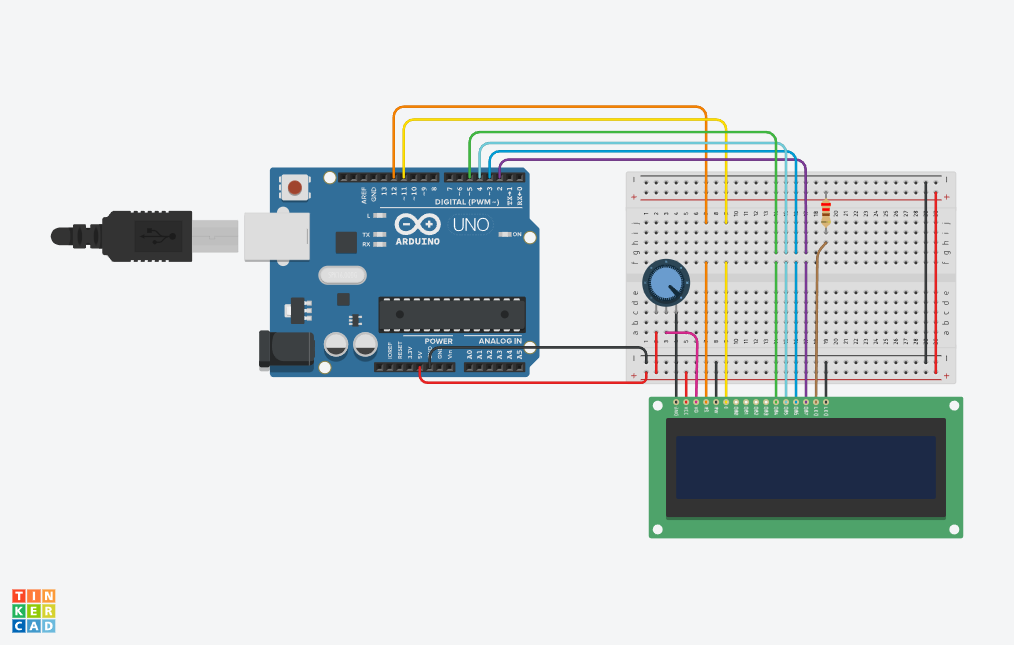 AREF
GND
13
12
~11
~10
~9
8
7
~6
~5
4
~3
2
TX→1
RX←0
DIGITAL (PWM~)
L
TX
RX
UNO
ON
ARDUINO
POWER
ANALOG IN
IOREF
RESET
3.3V
5V
GND
Vin
A0
A1
A2
A3
A4
A5
j
i
h
g
f
e
d
c
b
a
GND
VCC
V0
RS
RW
E
DB0
DB1
DB2
DB3
DB4
DB5
DB6
DB7
LED
LED
TIN
KER
CAD